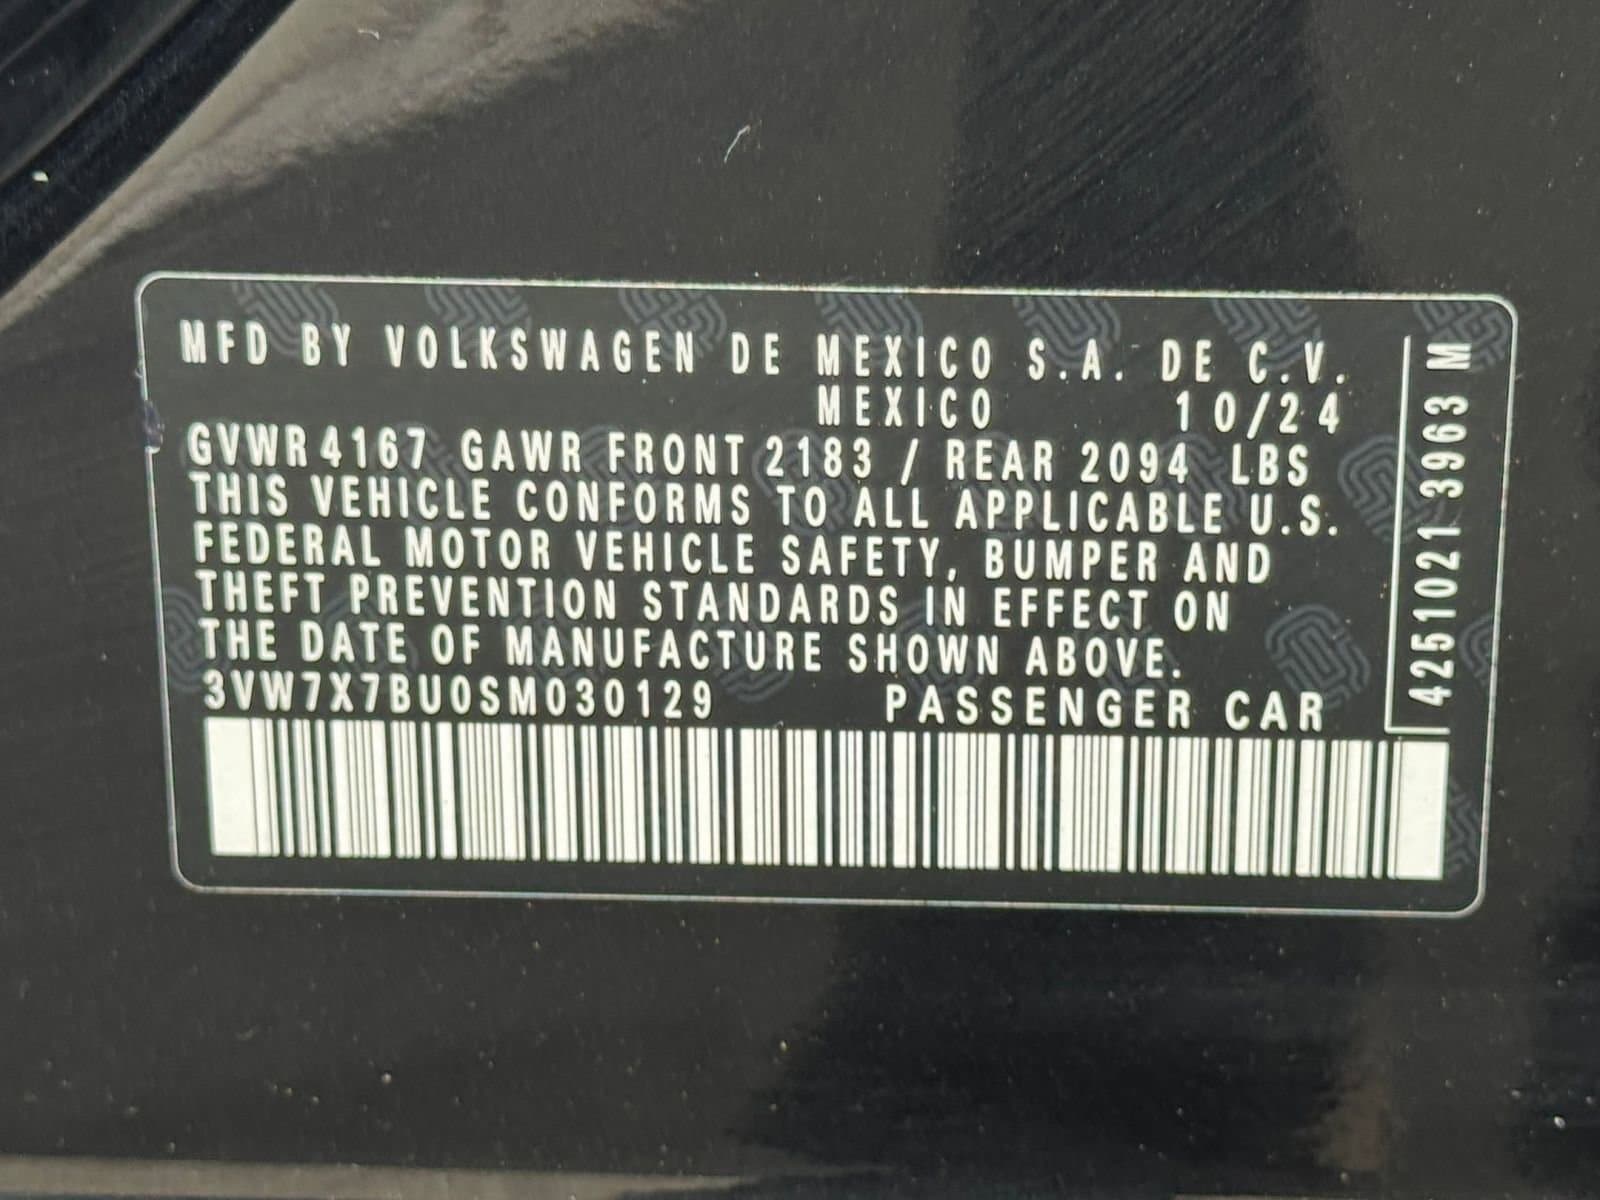 MFD BY VOLKSWAGEN DE MEXICO S.A. DE C.V.
MEXICO 10/24
GVWR 4167 GAWR FRONT 2183 / REAR 2094 LBS
THIS VEHICLE CONFORMS TO ALL APPLICABLE U.S.
FEDERAL MOTOR VEHICLE SAFETY, BUMPER AND
THEFT PREVENTION STANDARDS IN EFFECT ON
THE DATE OF MANUFACTURE SHOWN ABOVE.
3VW7X7BU0SM030129 PASSENGER CAR
4251021 3963 M